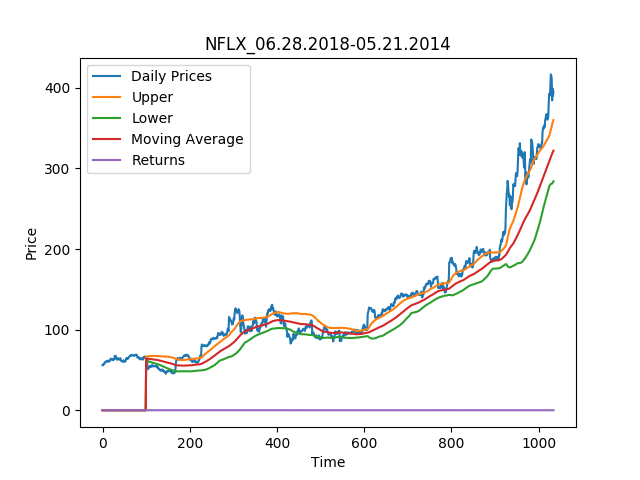 NFLX_06.28.2018-05.21.2014
Daily Prices
Upper
Lower
Moving Average
Returns
400
300
200
100
0
Price
0 200 400 600 800 1000
Time